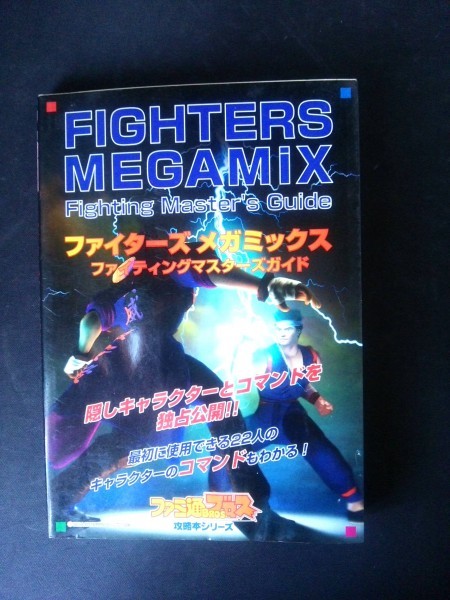 FIGHTERS
MEGAMiX
Fighting Master's Guide
ファイターズ メガミックス
ファイティングマスターズガイド
隠しキャラクターとコマンドを
独占公開!!
最初に使用できる22人の
キャラクターのコマンドもわかる！
ファミ通ブックス
攻略本シリーズ